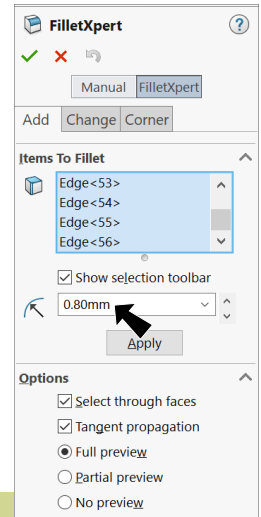 FilletXpert
?
Manual FilletXpert
Add Change Corner
Items To Fillet
Edge<53>
Edge<54>
Edge<55>
Edge<56>
Show selection toolbar
0.80mm
Apply
Options
Select through faces
Tangent propagation
Full preview
Partial preview
No preview